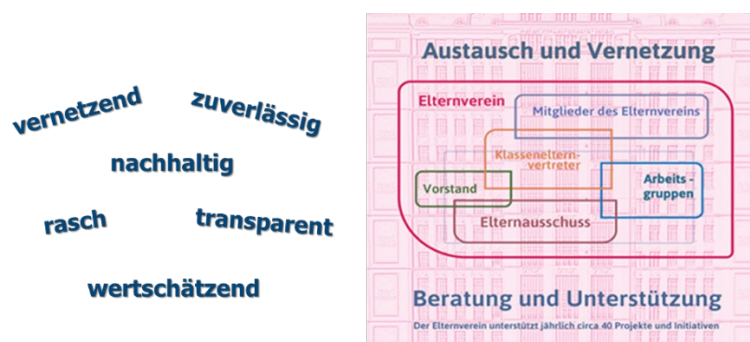 vernetzend
zuverlässig
nachhaltig
rasch
transparent
wertschätzend
Austausch und Vernetzung
Elternverein
Mitglieder des Elternvereins
Klasseneltern-
vertreter
Vorstand
Arbeits -
gruppen
Elternausschuss
Beratung und Unterstützung
Der Elternverein unterstützt jährlich circa 40 Projekte und Initiativen